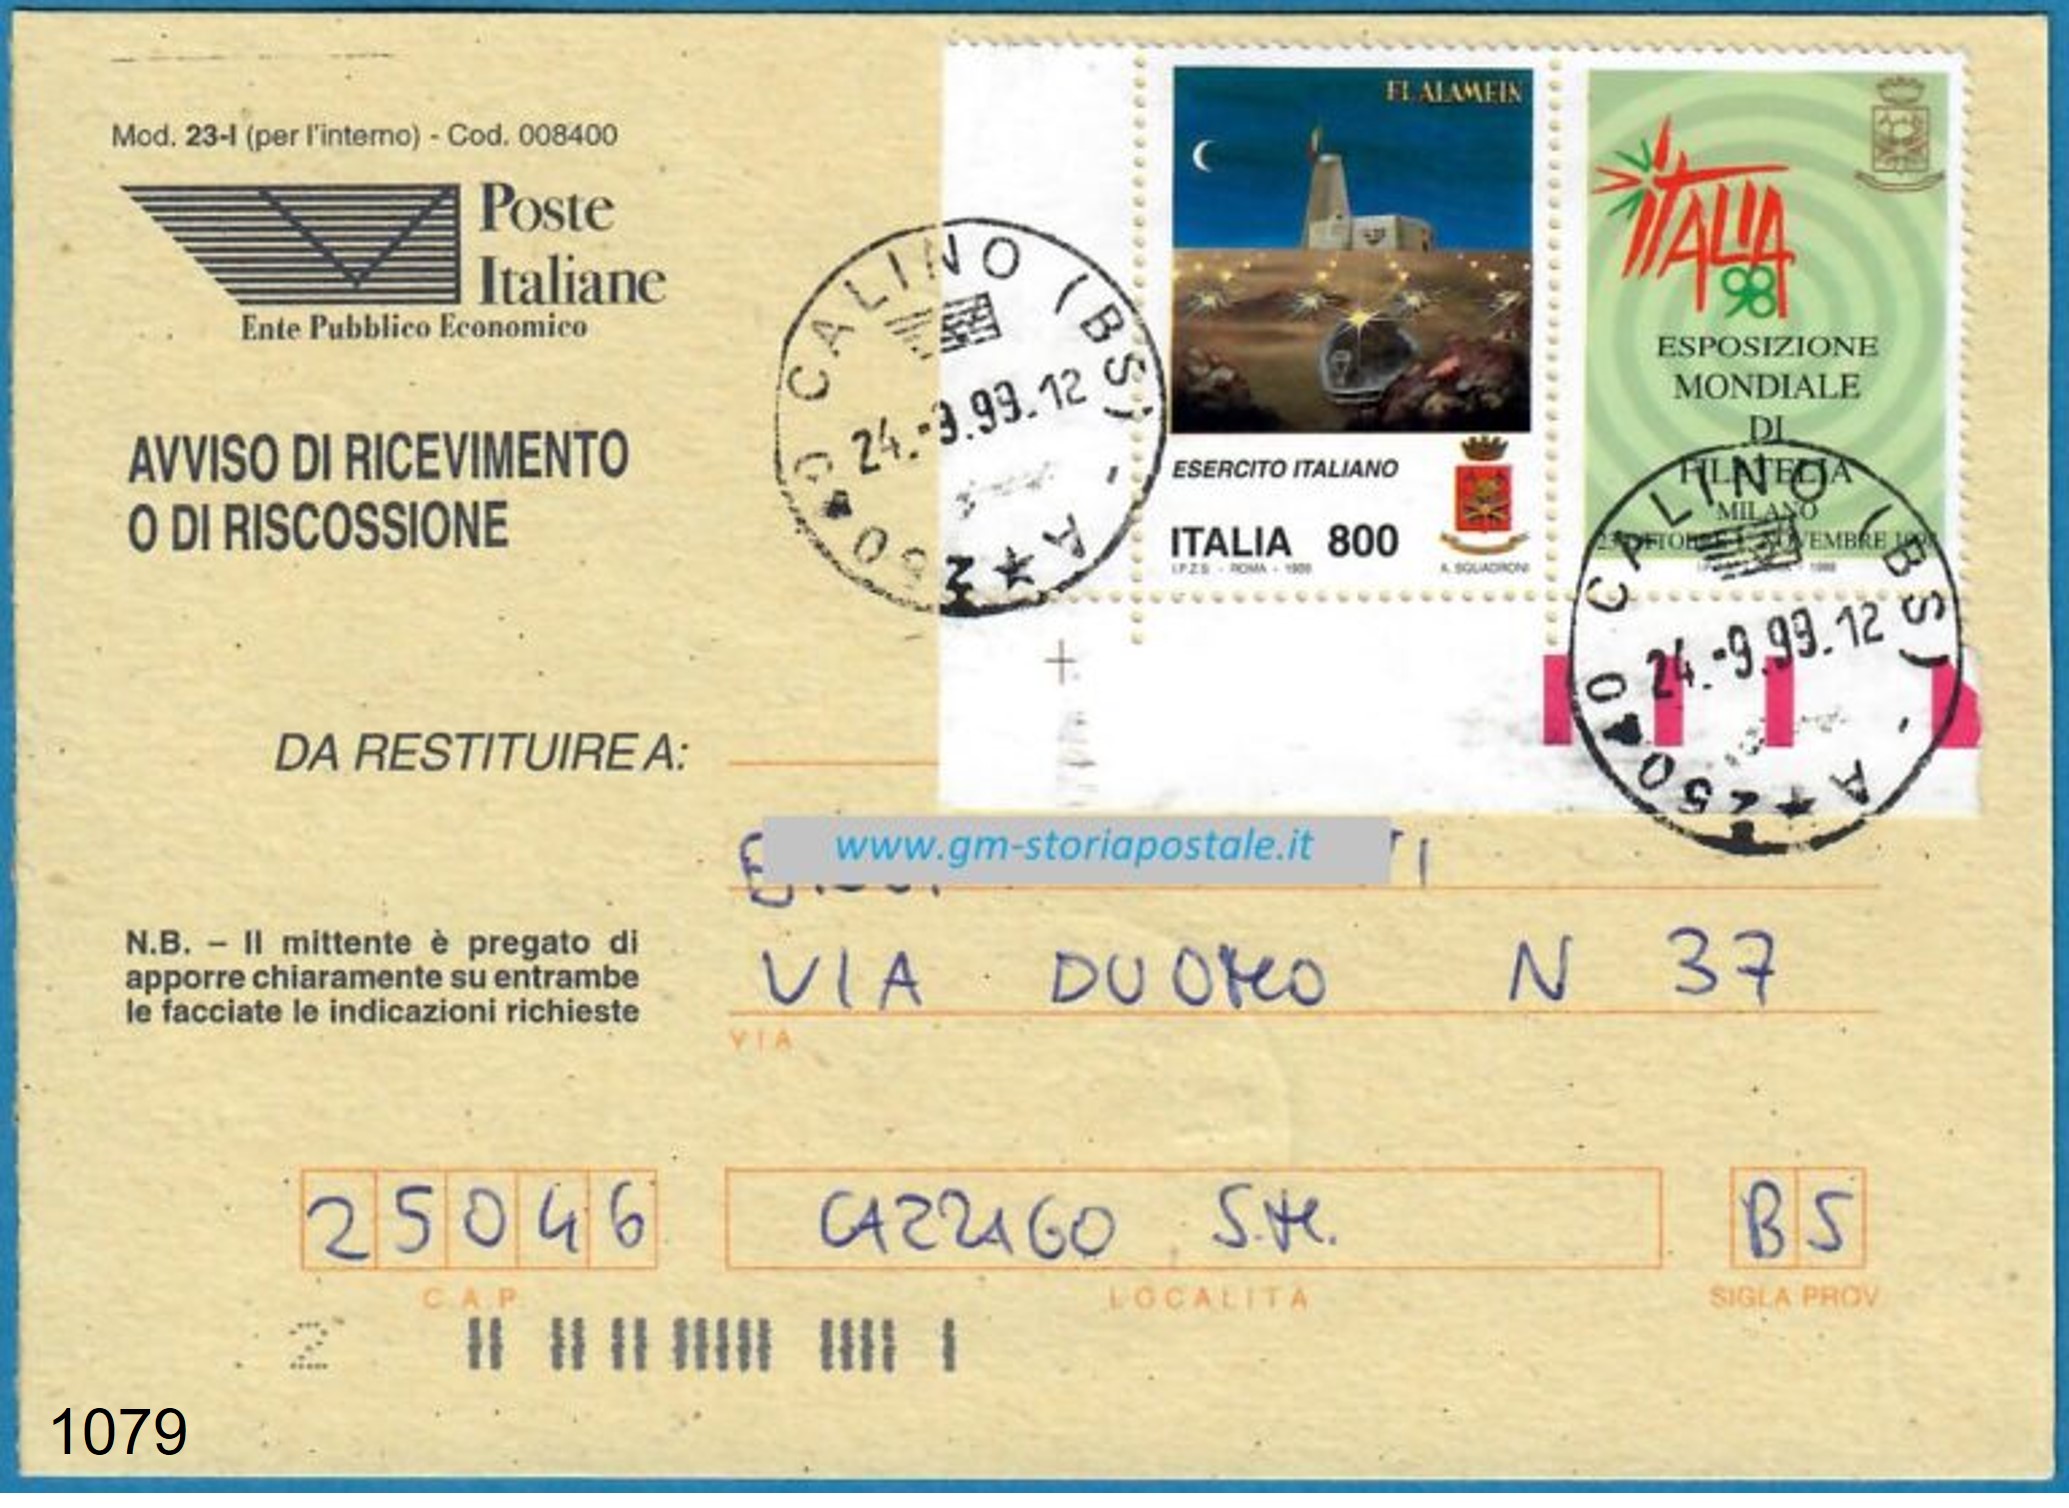 Mod. 23-I (per l'interno) - Cod. 008400
Poste
Italiane
Ente Pubblico Economico
AVVISO DI RICEVIMENTO
O DI RISCOSSIONE
EL ALAMEIN
ESERCITO ITALIANO
ITALIA 800
I.P.Z.S. - ROMA - 1998
A. SQUADRONI
ITALIA
98
ESPOSIZIONE
MONDIALE
DI
FILATELIA
MILANO
CALINO (BS)
24.-9.99.12
CALINO (BS)
24.-9.99.12
DA RESTITUIRE A:
www.gm-storiapostale.it
N.B. – Il mittente è pregato di
apporre chiaramente su entrambe
le facciate le indicazioni richieste
VIA DUOMO N 37
VIA
25046 CAZZAGO S.M. BS
CAP LOCALITÀ SIGLA PROV
2
1079